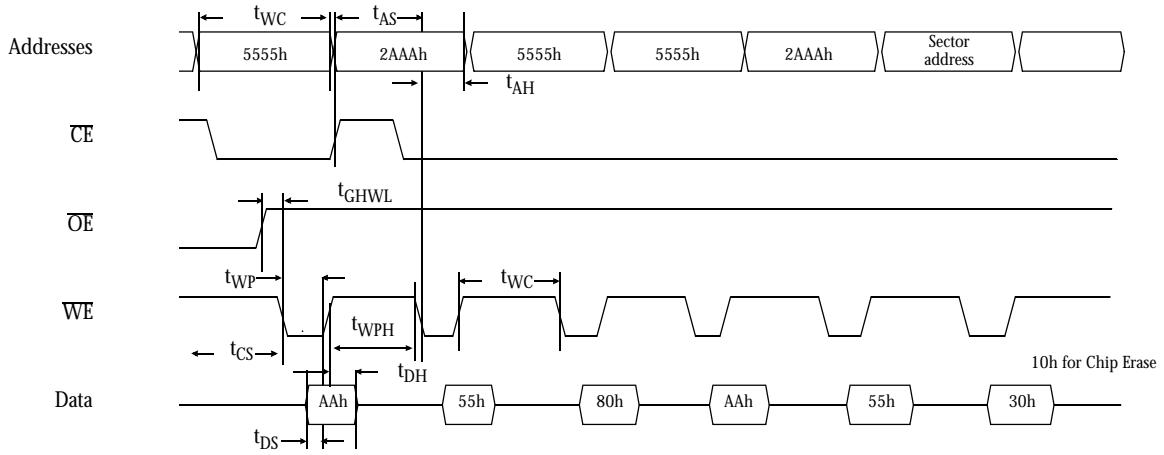 tWC tAS
Addresses 5555h 2AAAh 5555h 5555h 2AAAh Sector address
tAH
CE
tGHWL
OE
tWP tWC
WE
tWPH
tCS
tDH 10h for Chip Erase
Data AAh 55h 80h AAh 55h 30h
tDS